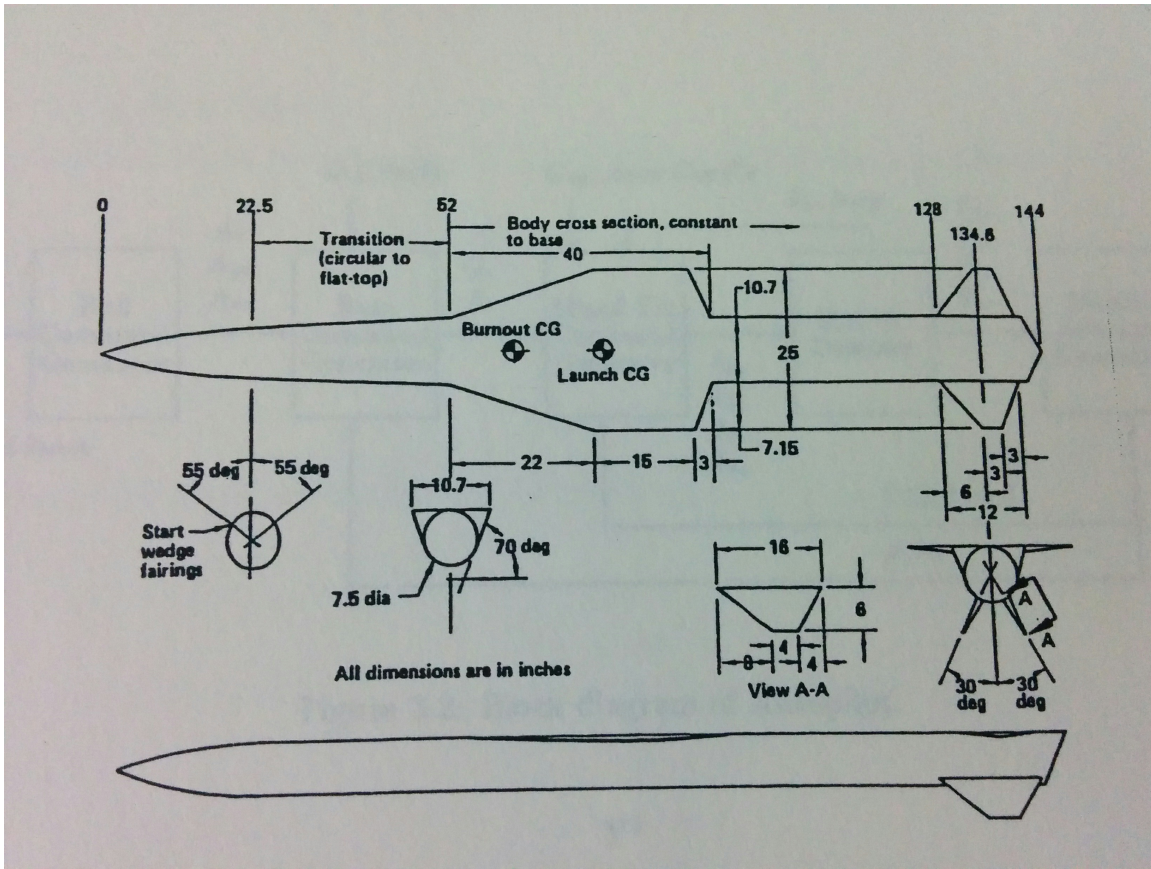 0
22.5
52
128
144
134.6
Transition
(circular to
flat-top)
Body cross section, constant
to base
40
10.7
Burnout CG
Launch CG
25
7.15
22
15
3
3
3
6
12
55 deg
55 deg
Start
wedge
fairings
10.7
70 deg
7.5 dia
16
6
4
8
4
View A-A
A
A
30
deg
30
deg
All dimensions are in inches